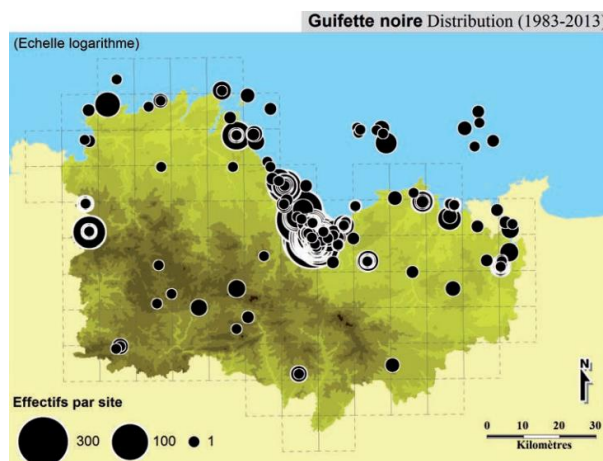 Guifette noire Distribution (1983-2013)
(Echelle logarithme)
N
Effectifs par site
300 100 1
0 10 20 30
Kilomètres